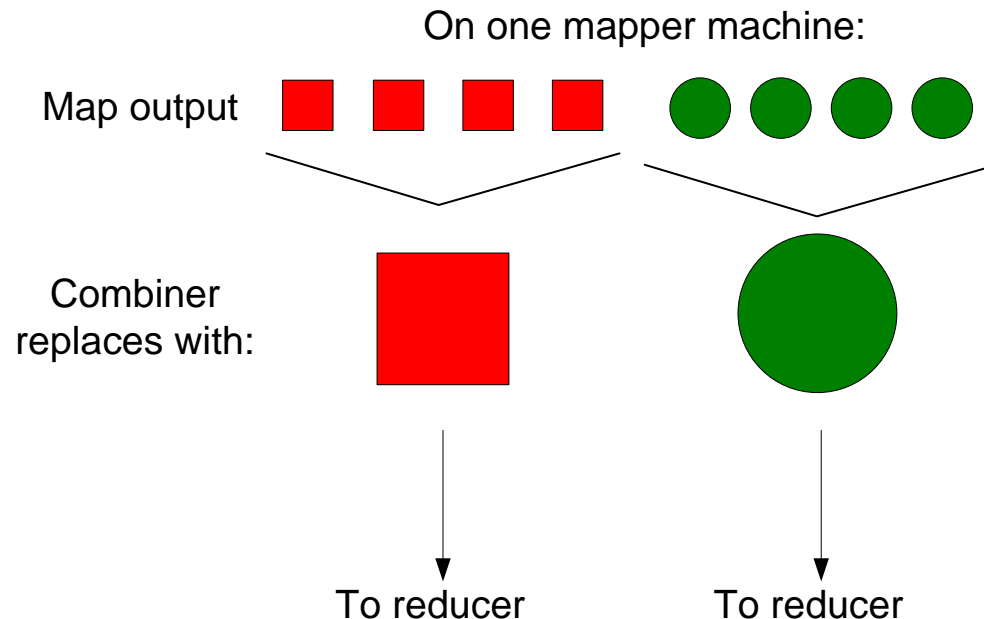 On one mapper machine:
Map output
Combiner
replaces with:
To reducer
To reducer